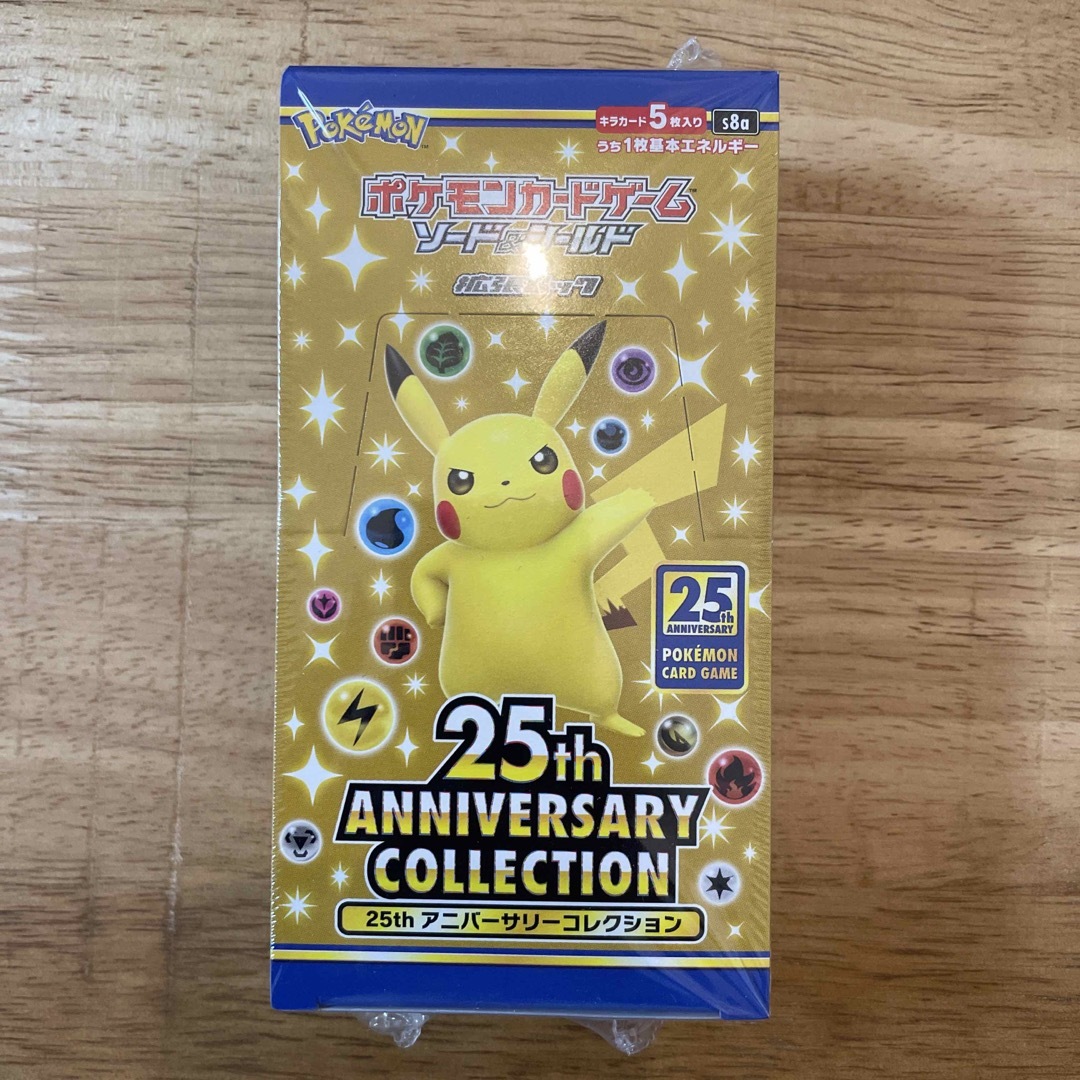 POKÉMON™
キラカード5枚入り s8a
うち1枚基本エネルギー
ポケモンカードゲーム™
ソード&シールド
拡張パック
25th
ANNIVERSARY
POKÉMON
CARD GAME
25th
ANNIVERSARY
COLLECTION
25th アニバーサリーコレクション